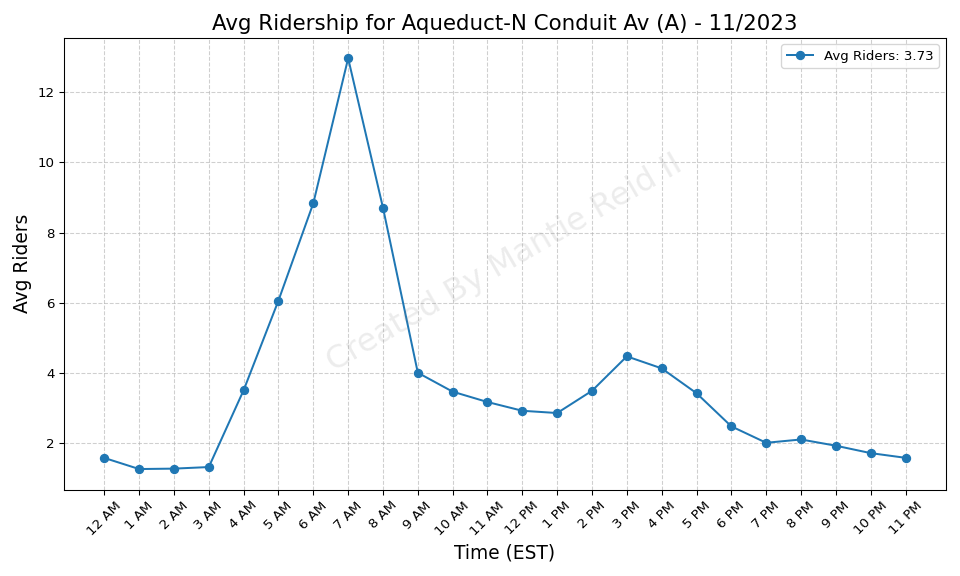 Avg Ridership for Aqueduct-N Conduit Av (A) - 11/2023
Avg Riders: 3.73
Avg Riders
12
10
8
6
4
2
Created By Mantie Reid II
12 AM
1 AM
2 AM
3 AM
4 AM
5 AM
6 AM
7 AM
8 AM
9 AM
10 AM
11 AM
12 PM
1 PM
2 PM
3 PM
4 PM
5 PM
6 PM
7 PM
8 PM
9 PM
10 PM
11 PM
Time (EST)